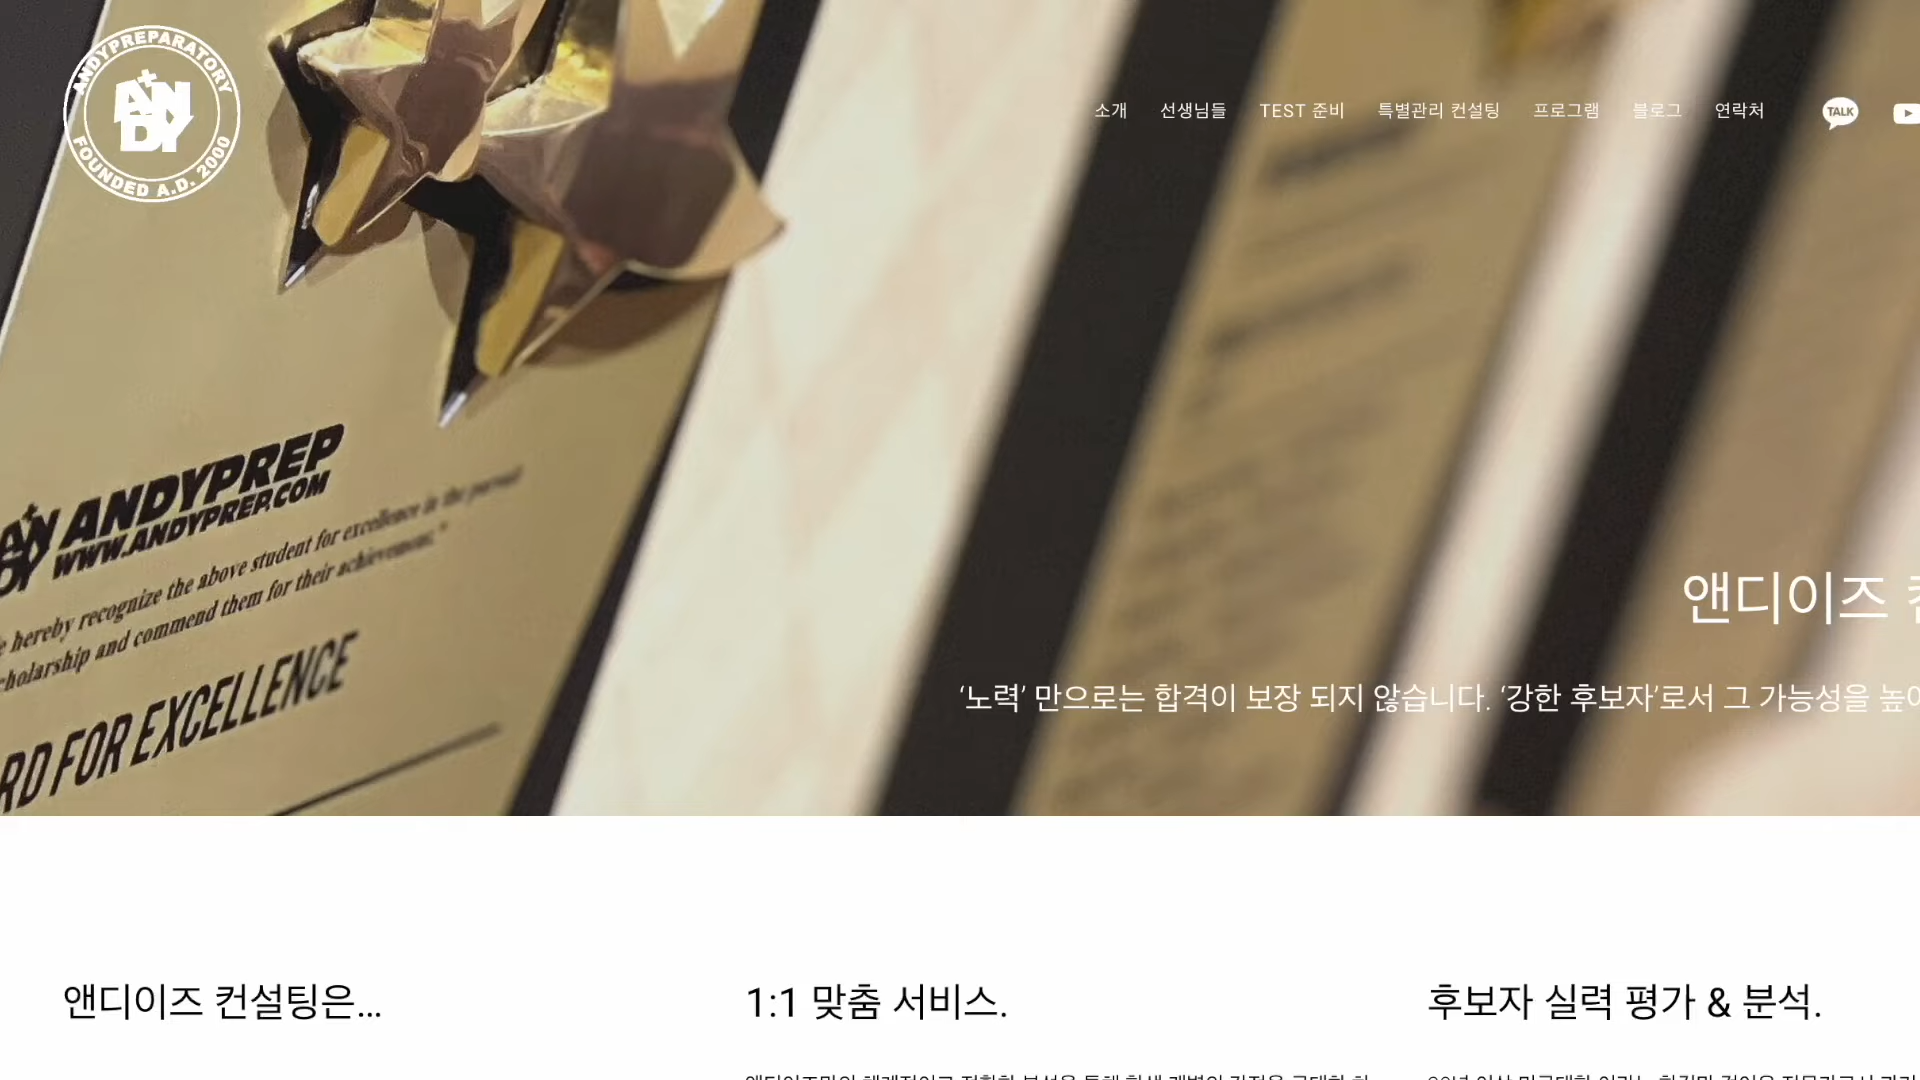 ANDYPREPARATORY
AN+DY
FOUNDED A.D. 2000
소개 선생님들 TEST 준비 특별관리 컨설팅 프로그램 블로그 연락처
TALK
ANDYPREP
WWW.ANDYPREP.COM
hereby recognize the above student for excellence in the pursuit
scholarship and commend them for their achievement."
FOR EXCELLENCE
앤디이즈
‘노력’ 만으로는 합격이 보장 되지 않습니다. ‘강한 후보자’로서 그 가능성을
앤디이즈 컨설팅은...
1:1 맞춤 서비스.
후보자 실력 평가 & 분석.